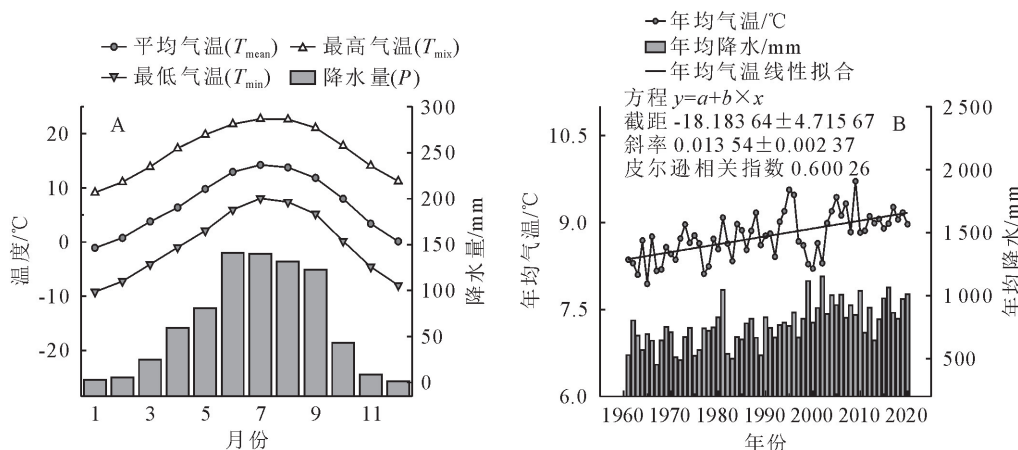 平均气温(Tmean)
最高气温(Tmix)
最低气温(Tmin)
降水量(P)
A
20
10
0
-10
-20
温度/℃
300
250
200
150
100
50
0
降水量/mm
1 3 5 7 9 11
月份
年均气温/℃
年均降水/mm
年均气温线性拟合
方程 y=a+b×x
截距 -18.183 64±4.715 67
斜率 0.013 54±0.002 37
皮尔逊相关指数 0.600 26
B
10.5
9.0
7.5
6.0
年均气温/℃
2 500
2 000
1 500
1 000
500
年均降水/mm
1960 1970 1980 1990 2000 2010 2020
年份